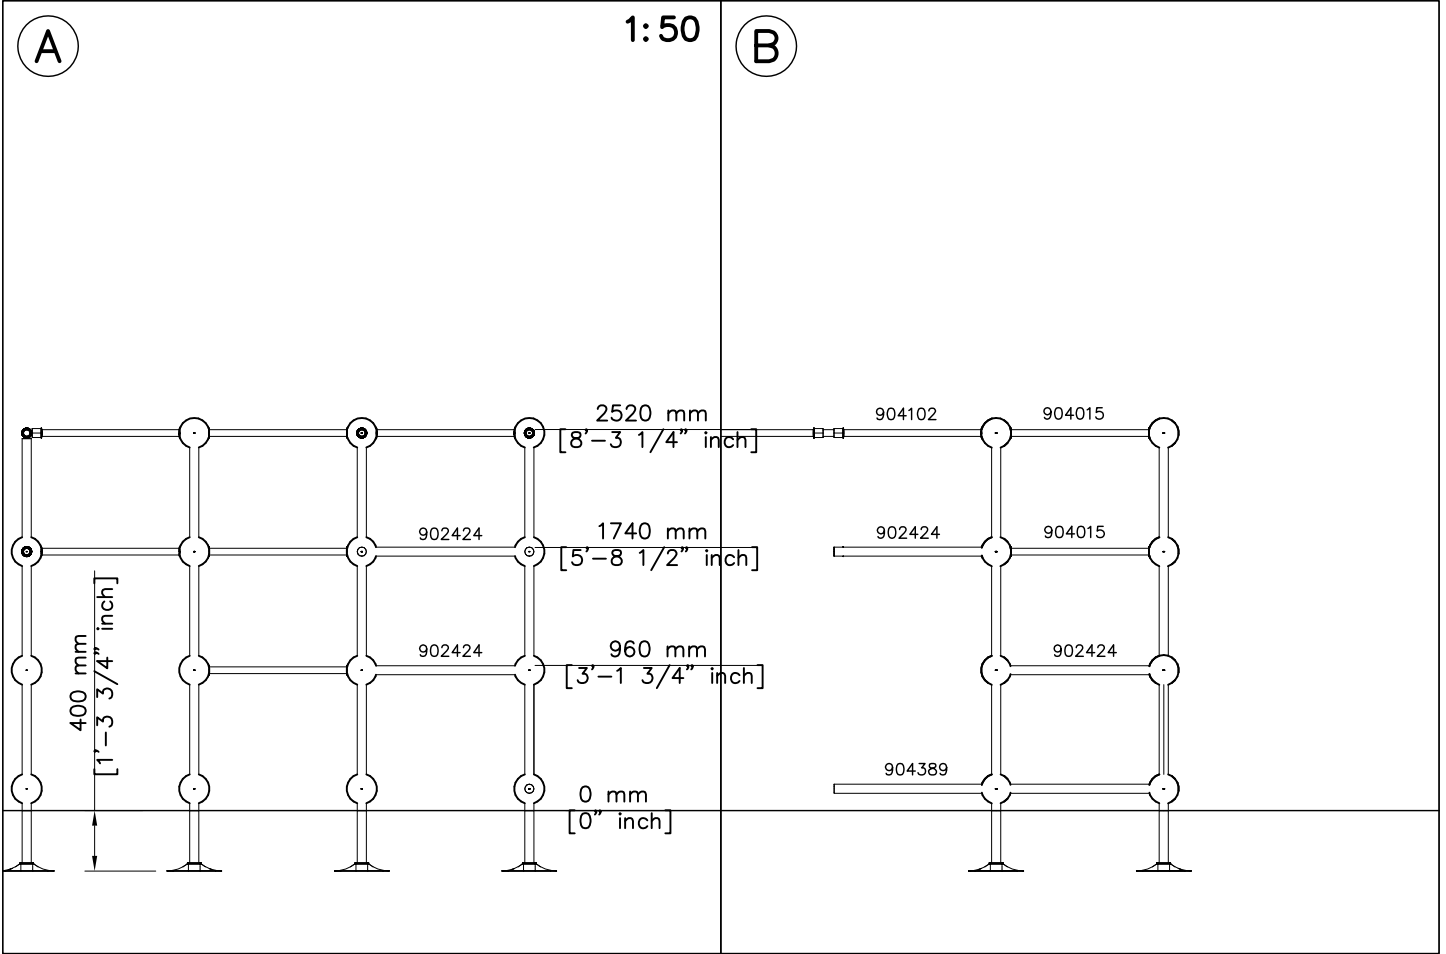 A
1:50
B
2520 mm
[8'-3 1/4" inch]
904102
904015
902424
1740 mm
[5'-8 1/2" inch]
902424
904015
902424
960 mm
[3'-1 3/4" inch]
902424
400 mm
[1'-3 3/4" inch]
904389
0 mm
[0" inch]